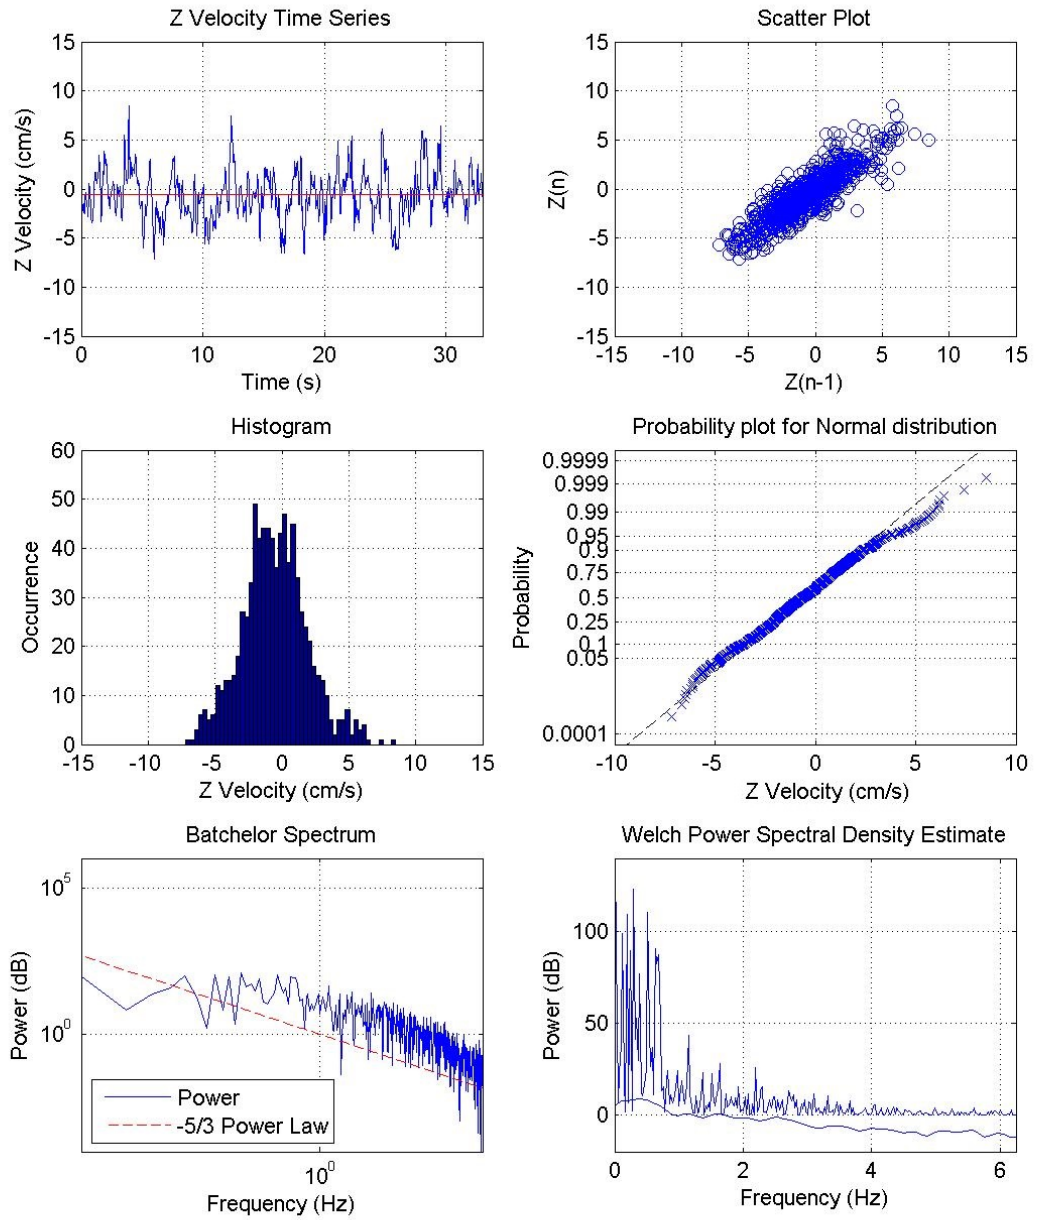 Z Velocity Time Series
Z Velocity (cm/s)
15
10
5
0
-5
-10
-15
0 10 20 30
Time (s)
Scatter Plot
Z(n)
15
10
5
0
-5
-10
-15
-15 -10 -5 0 5 10 15
Z(n-1)
Histogram
Occurrence
60
50
40
30
20
10
0
-15 -10 -5 0 5 10 15
Z Velocity (cm/s)
Probability plot for Normal distribution
Probability
0.9999
0.999
0.99
0.95
0.9
0.75
0.5
0.25
0.1
0.05
0.0001
-10 -5 0 5 10
Z Velocity (cm/s)
Batchelor Spectrum
Power (dB)
10^5
10^0
Power
-5/3 Power Law
10^0
Frequency (Hz)
Welch Power Spectral Density Estimate
Power (dB)
100
50
0
0 2 4 6
Frequency (Hz)